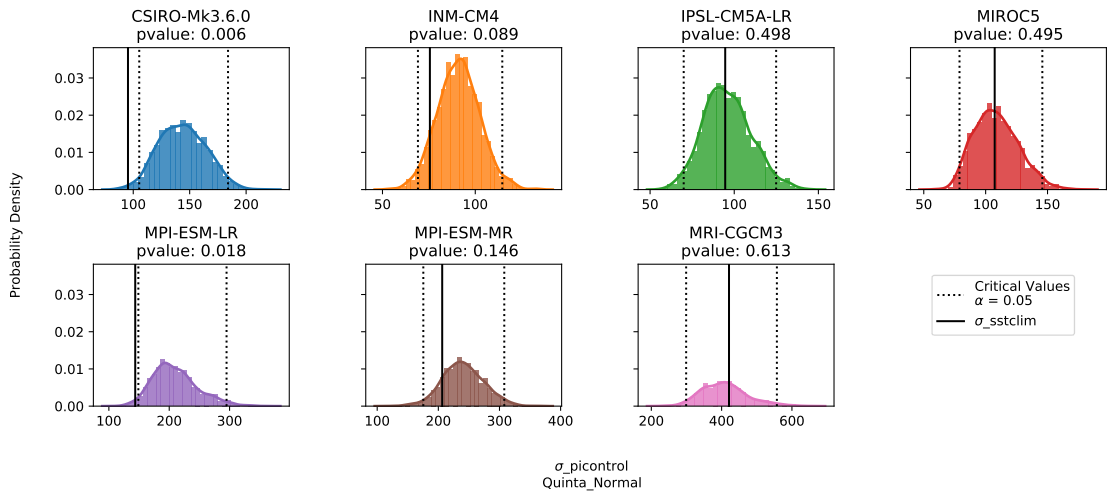 CSIRO-Mk3.6.0
pvalue: 0.006
INM-CM4
pvalue: 0.089
IPSL-CM5A-LR
pvalue: 0.498
MIROC5
pvalue: 0.495
0.03
0.02
0.01
0.00
100 150 200
50 100
50 100 150
50 100 150
Probability Density
MPI-ESM-LR
pvalue: 0.018
MPI-ESM-MR
pvalue: 0.146
MRI-CGCM3
pvalue: 0.613
0.03
0.02
0.01
0.00
100 200 300
100 200 300 400
200 400 600
Critical Values
α = 0.05
σ_sstclim
σ_picontrol
Quinta_Normal